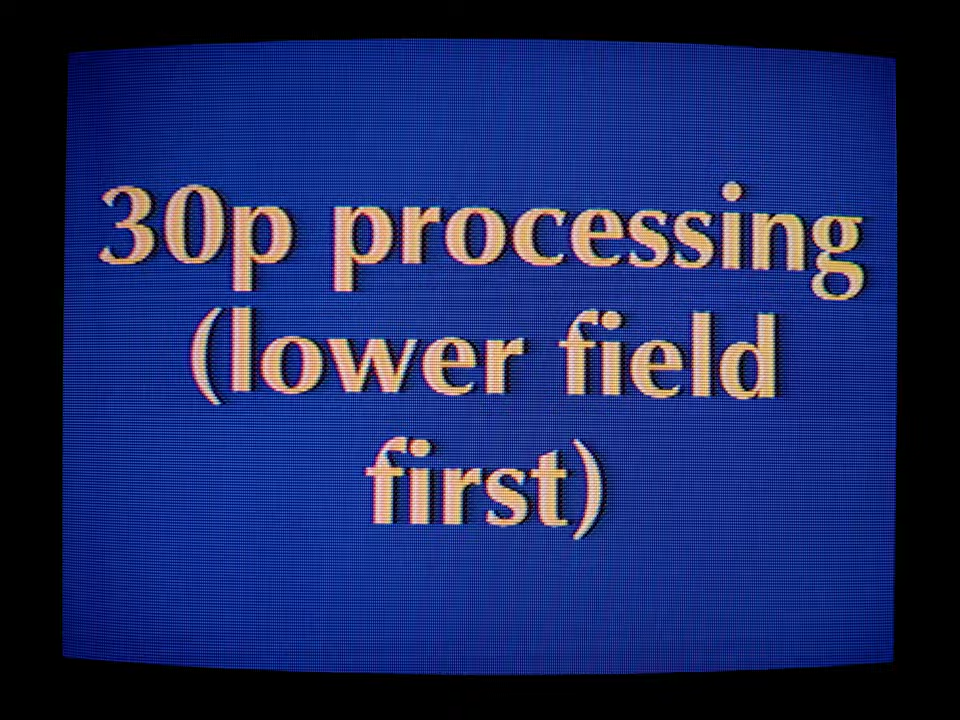 30p processing
(lower field
first)